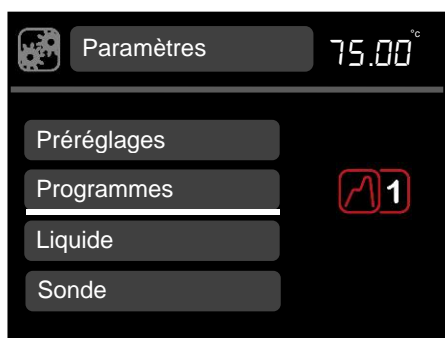 Paramètres 75.00°c
Préréglages
Programmes 1
Liquide
Sonde